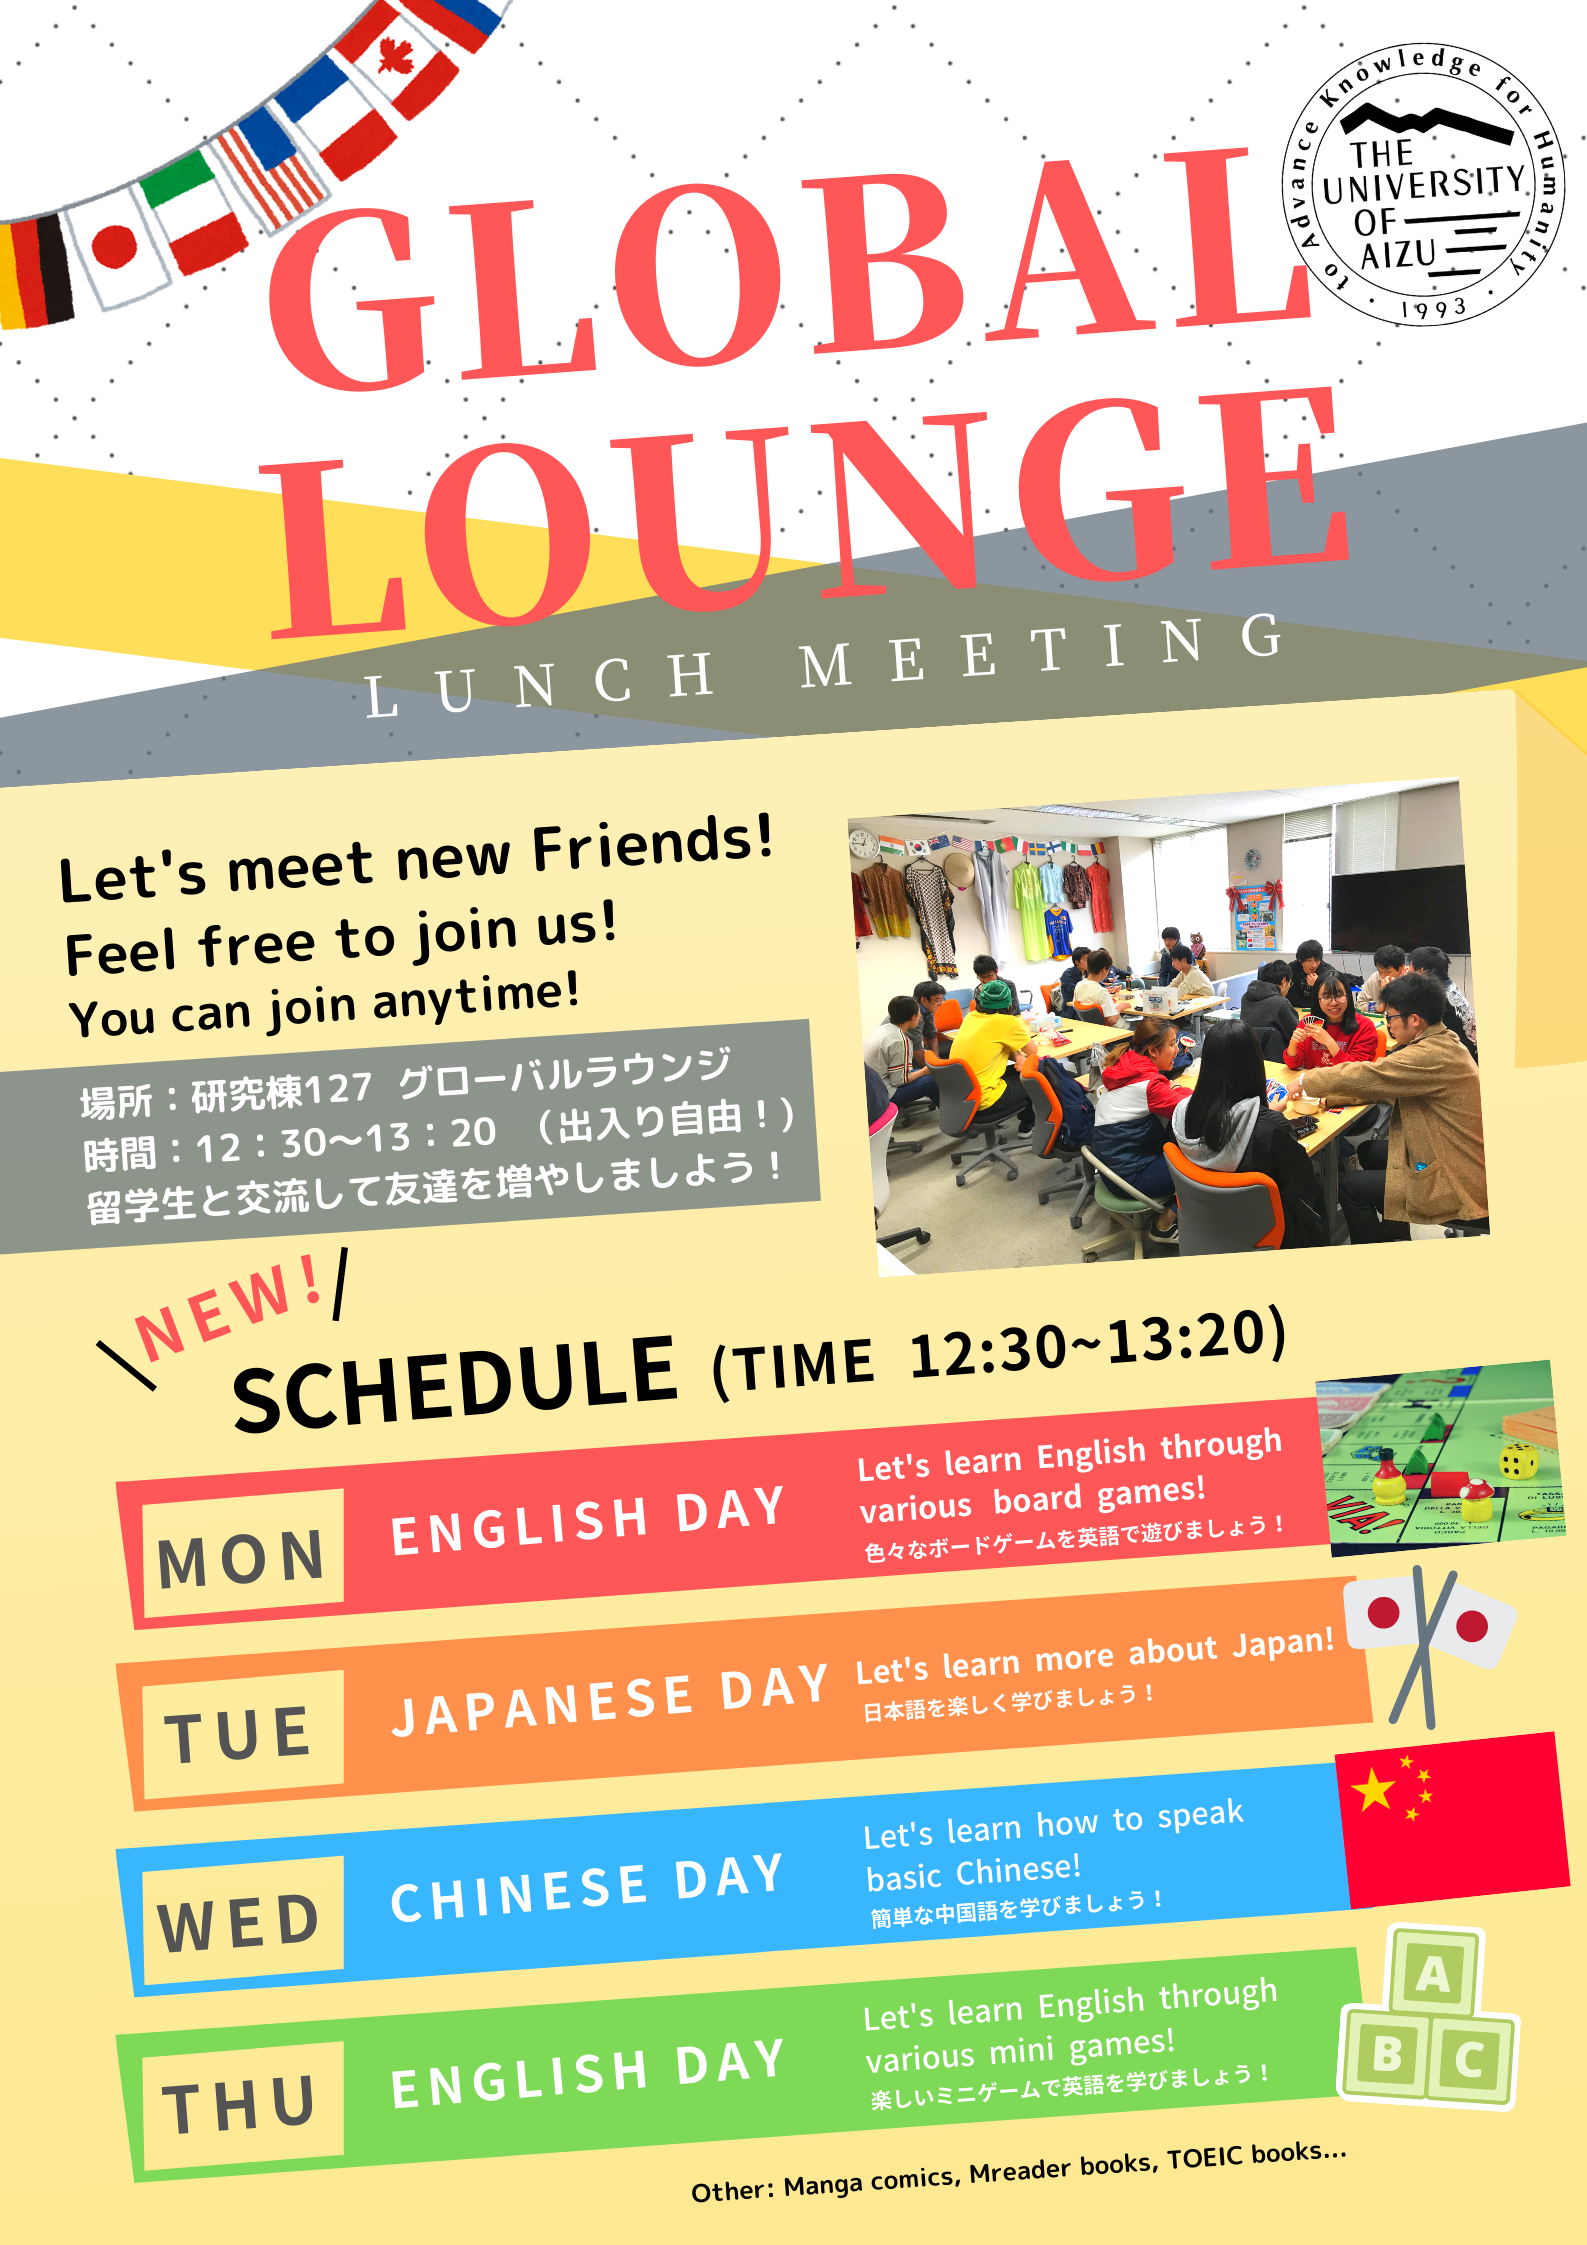 to Advance Knowledge for Humanity
THE
UNIVERSITY
OF
AIZU
1993
GLOBAL
LOUNGE
LUNCH MEETING
Let's meet new Friends!
Feel free to join us!
You can join anytime!
場所：研究棟127 グローバルラウンジ
時間：12：30〜13：20 （出入り自由！）
留学生と交流して友達を増やしましよう！
\NEW!/
SCHEDULE (TIME 12:30~13:20)
MON
ENGLISH DAY
Let's learn English through
various board games!
色々なボードゲームを英語で遊びましょう！
VIA!
TUE
JAPANESE DAY
Let's learn more about Japan!
日本語を楽しく学びましょう！
WED
CHINESE DAY
Let's learn how to speak
basic Chinese!
簡単な中国語を学びましょう！
THU
ENGLISH DAY
Let's learn English through
various mini games!
楽しいミニゲームで英語を学びましょう！
A
B C
Other: Manga comics, Mreader books, TOEIC books...